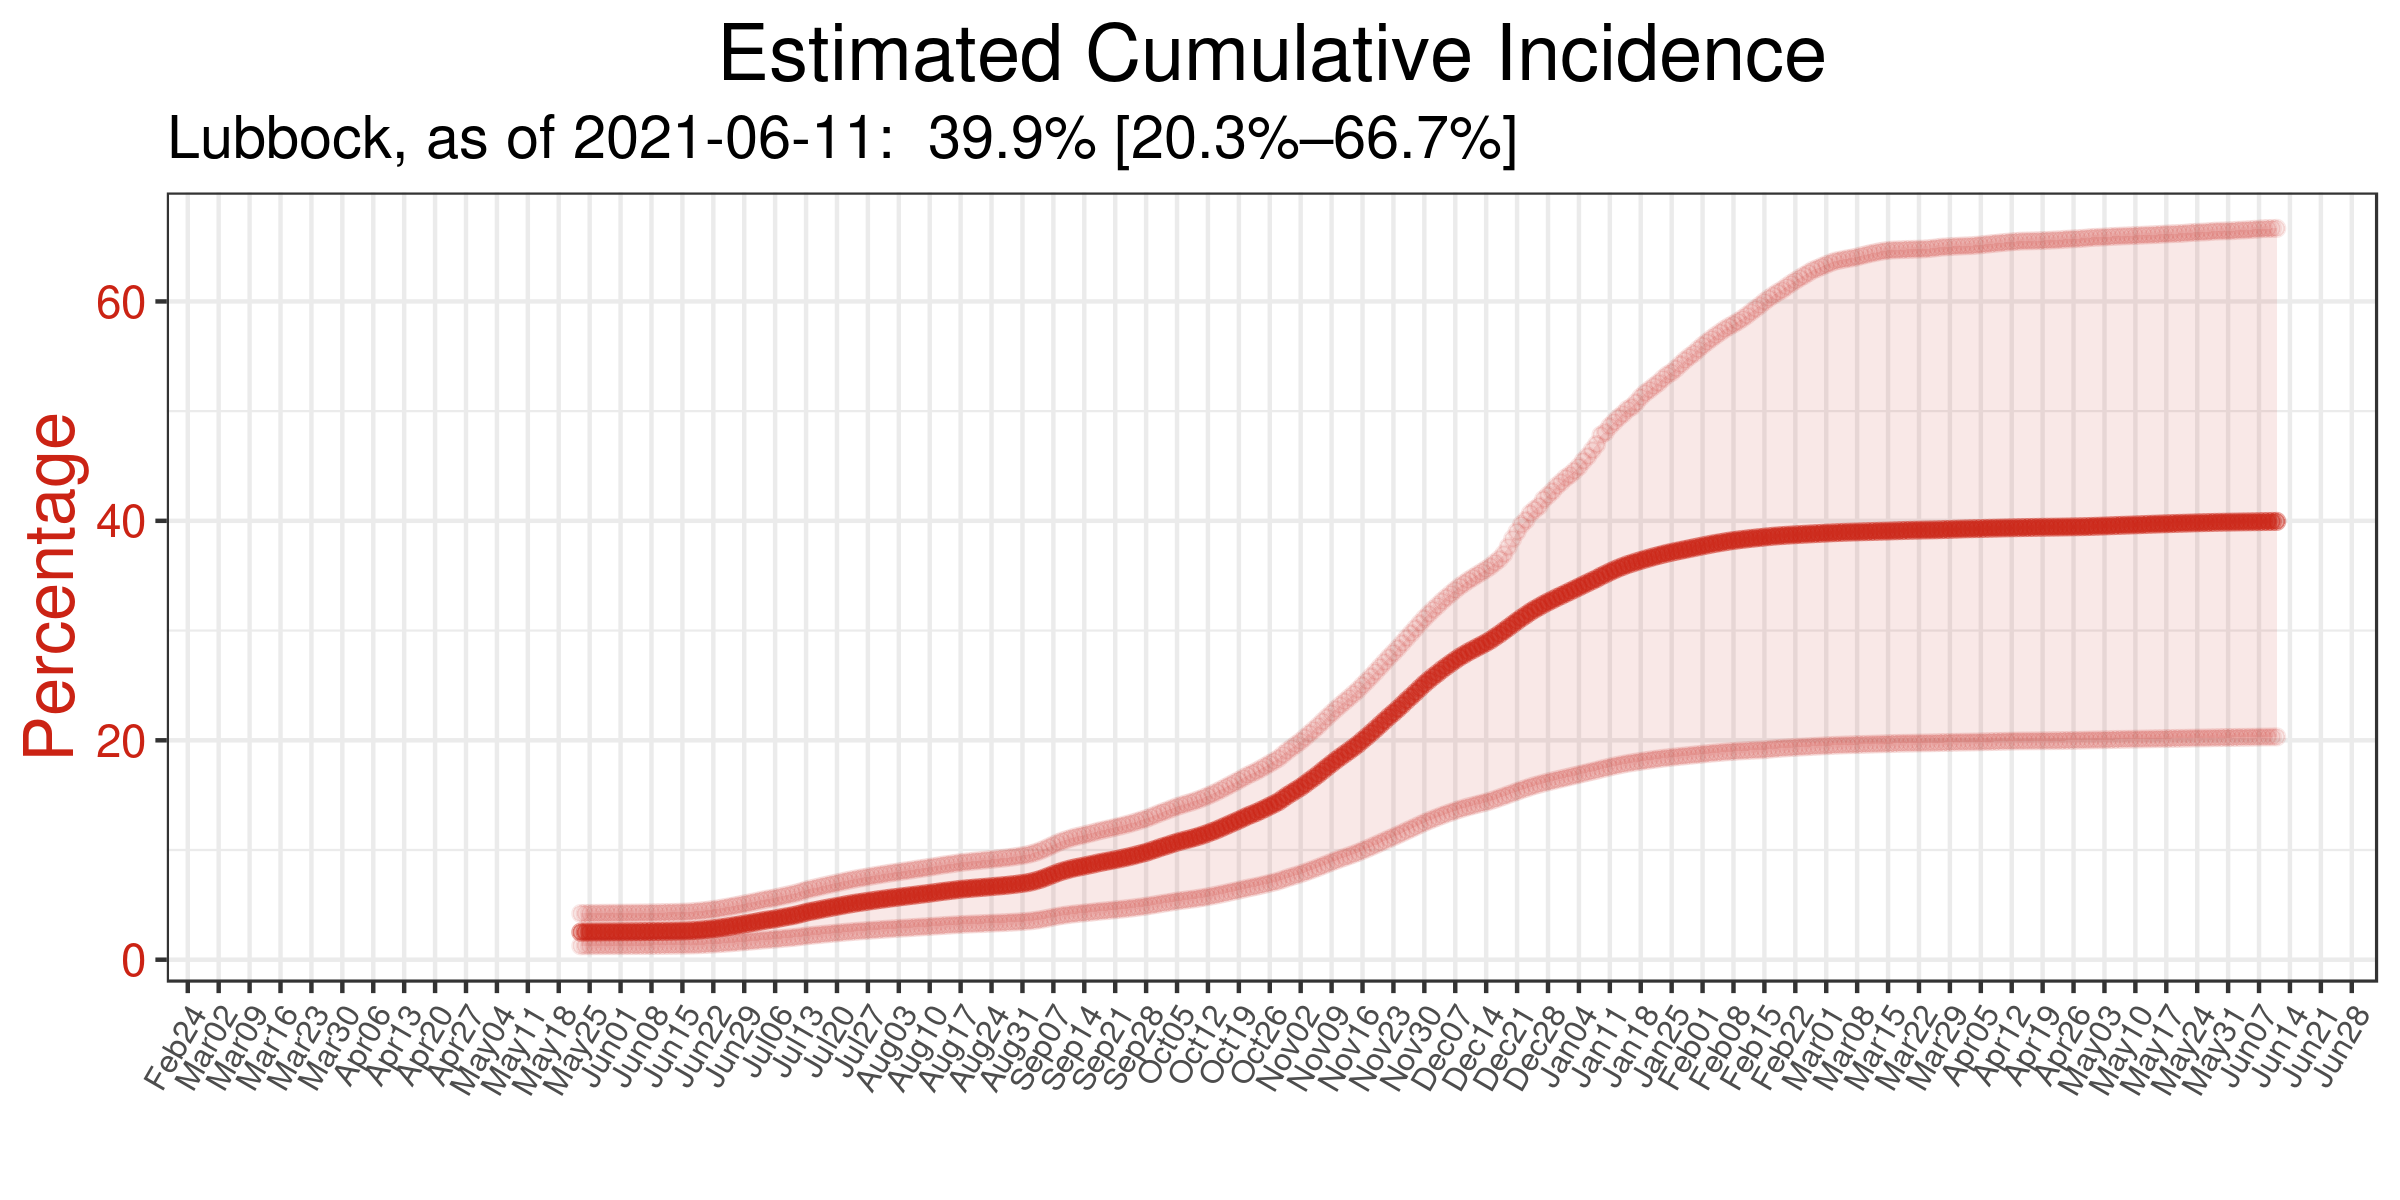 Estimated Cumulative Incidence
Lubbock, as of 2021-06-11:  39.9% [20.3%–66.7%]
Percentage
60
40
20
0
Feb24
Mar02
Mar09
Mar16
Mar23
Mar30
Apr06
Apr13
Apr20
Apr27
May04
May11
May18
May25
Jun01
Jun08
Jun15
Jun22
Jun29
Jul06
Jul13
Jul20
Jul27
Aug03
Aug10
Aug17
Aug24
Aug31
Sep07
Sep14
Sep21
Sep28
Oct05
Oct12
Oct19
Oct26
Nov02
Nov09
Nov16
Nov23
Nov30
Dec07
Dec14
Dec21
Dec28
Jan04
Jan11
Jan18
Jan25
Feb01
Feb08
Feb15
Feb22
Mar01
Mar08
Mar15
Mar22
Mar29
Apr05
Apr12
Apr19
Apr26
May03
May10
May17
May24
May31
Jun07
Jun14
Jun21
Jun28